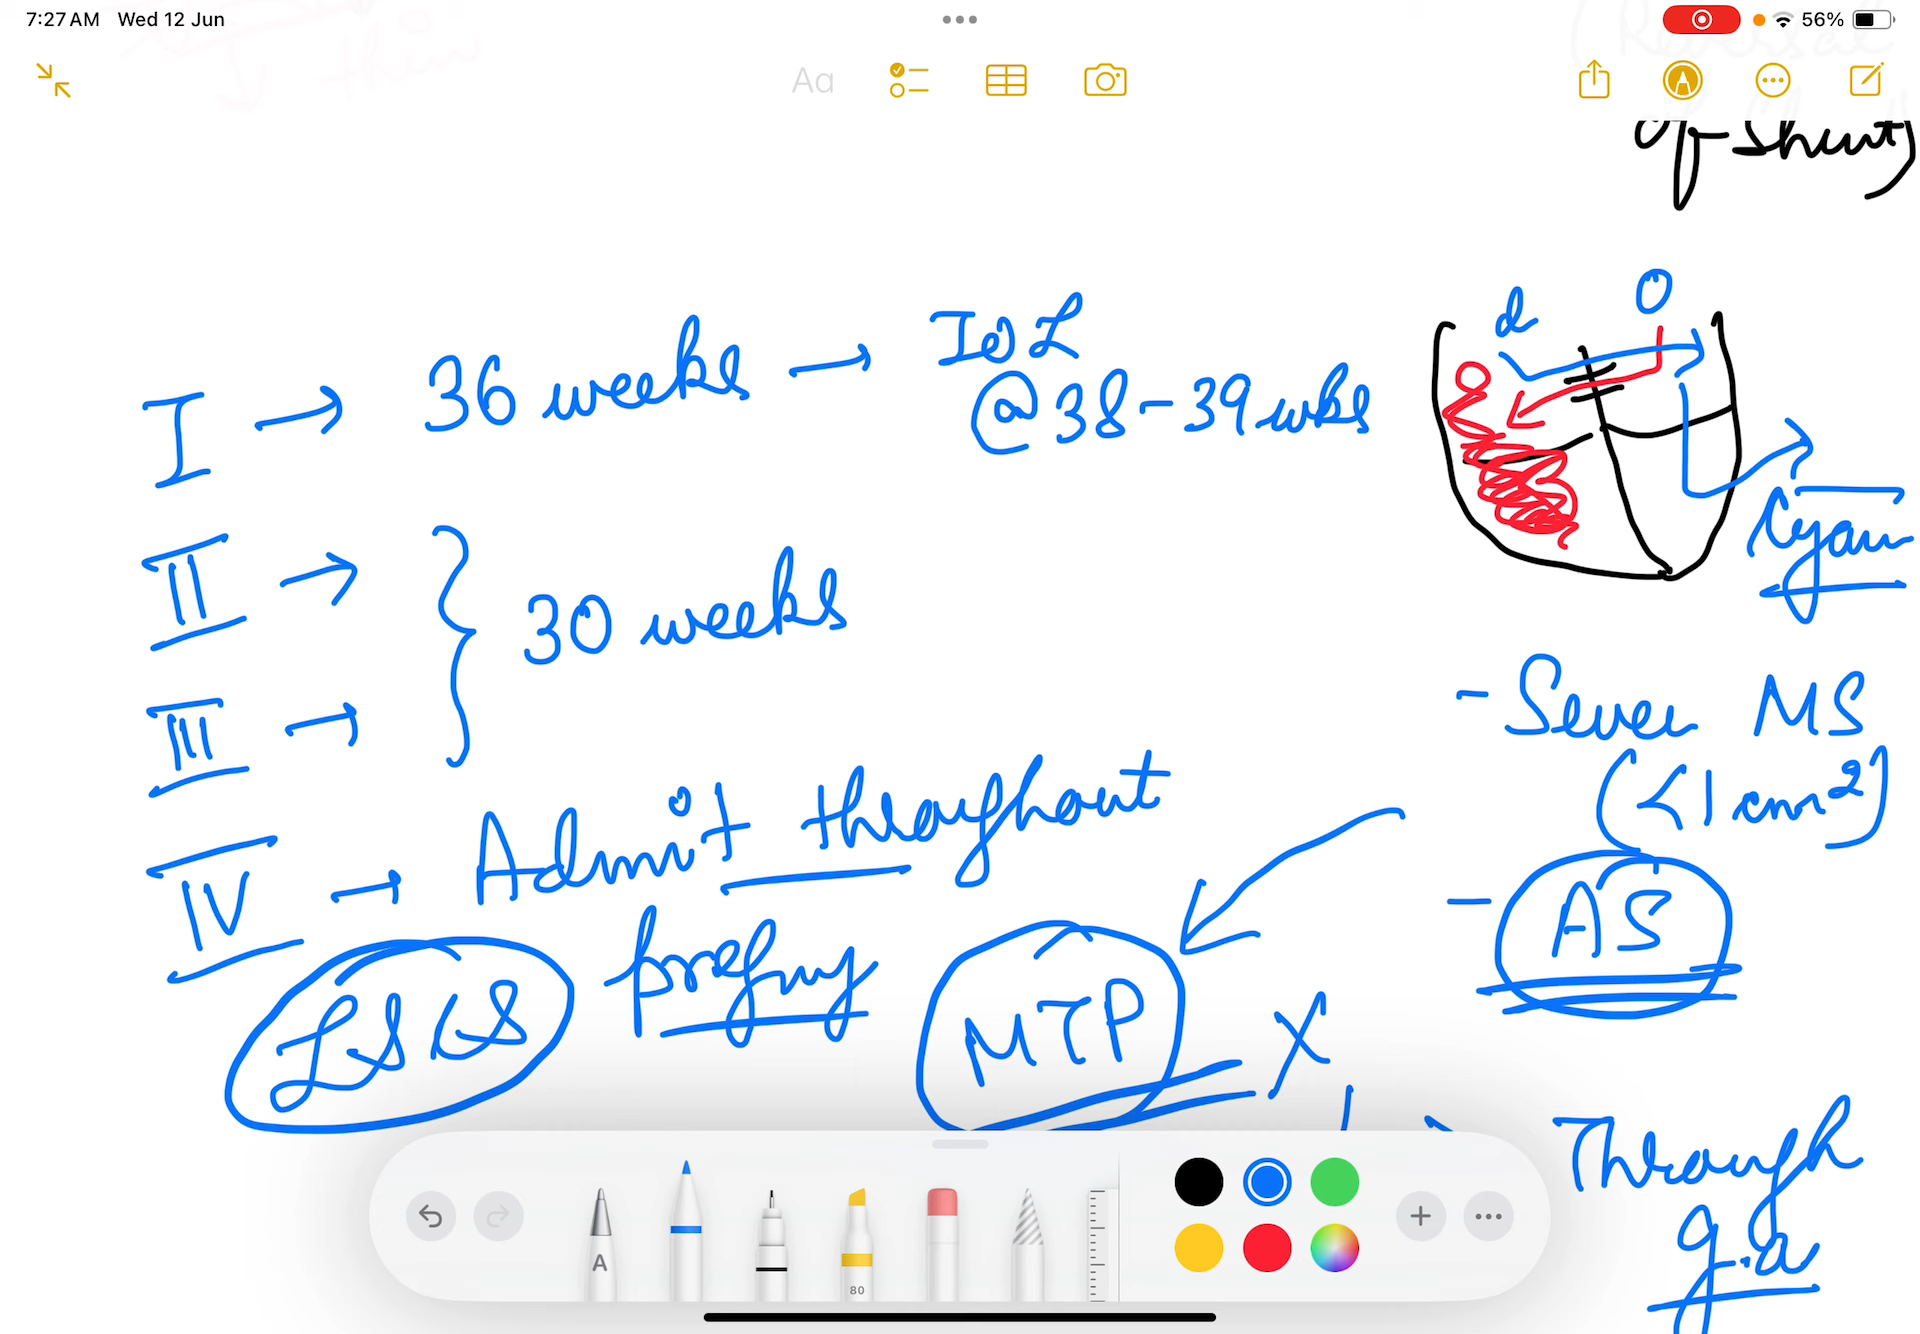 7:27 AM Wed 12 Jun
56%
Aa
of shunt)
I → 36 weeks → IOL
@ 38-39 wks
d
O
Cyan
II →
III →
} 30 weeks
IV → Admit throughout
- Sever MS
(<1 cm²)
- AS
LSCS
MTP X
Through
g.a
A
80